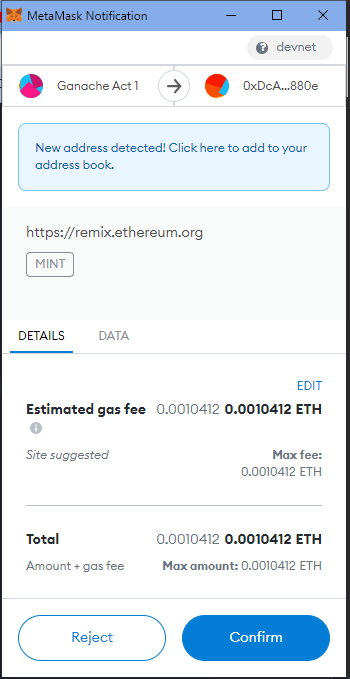 MetaMask Notification
devnet
Ganache Act 1
0xDcA...880e
New address detected! Click here to add to your
address book.
https://remix.ethereum.org
MINT
DETAILS DATA
EDIT
Estimated gas fee 0.0010412 0.0010412 ETH
Site suggested Max fee:
0.0010412 ETH
Total 0.0010412 0.0010412 ETH
Amount + gas fee Max amount: 0.0010412 ETH
Reject Confirm